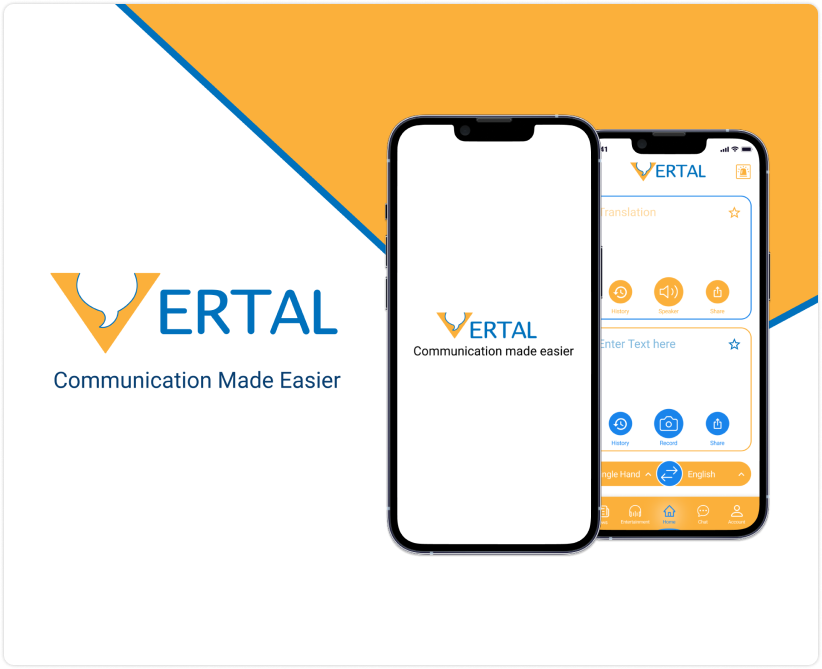 VERTAL
Communication Made Easier
VERTAL
Communication made easier
41
VERTAL
Translation
History
Speaker
Share
Enter Text here
History
Record
Share
ngle Hand
English
Entertainment
Home
Chat
Account